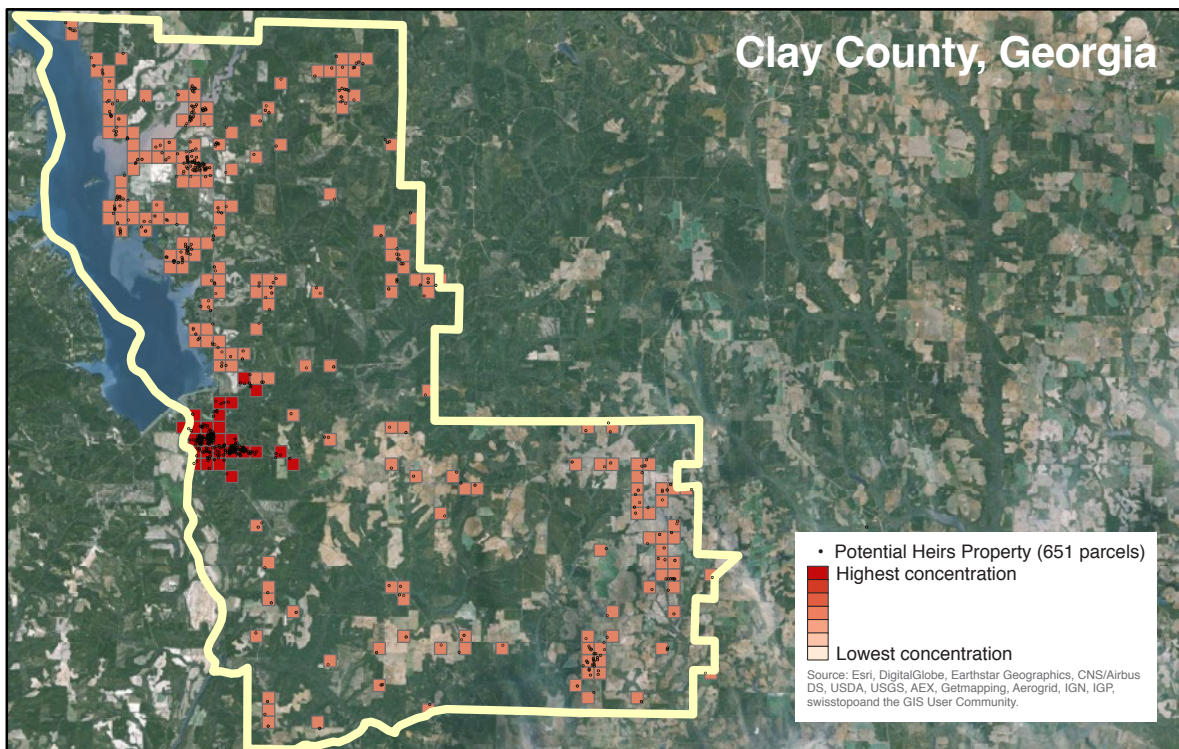 Clay County, Georgia
Potential Heirs Property (651 parcels)
Highest concentration
Lowest concentration
Source: Esri, DigitalGlobe, Earthstar Geographics, CNS/Airbus
DS, USDA, USGS, AEX, Getmapping, Aerogrid, IGN, IGP,
swisstopoand the GIS User Community.